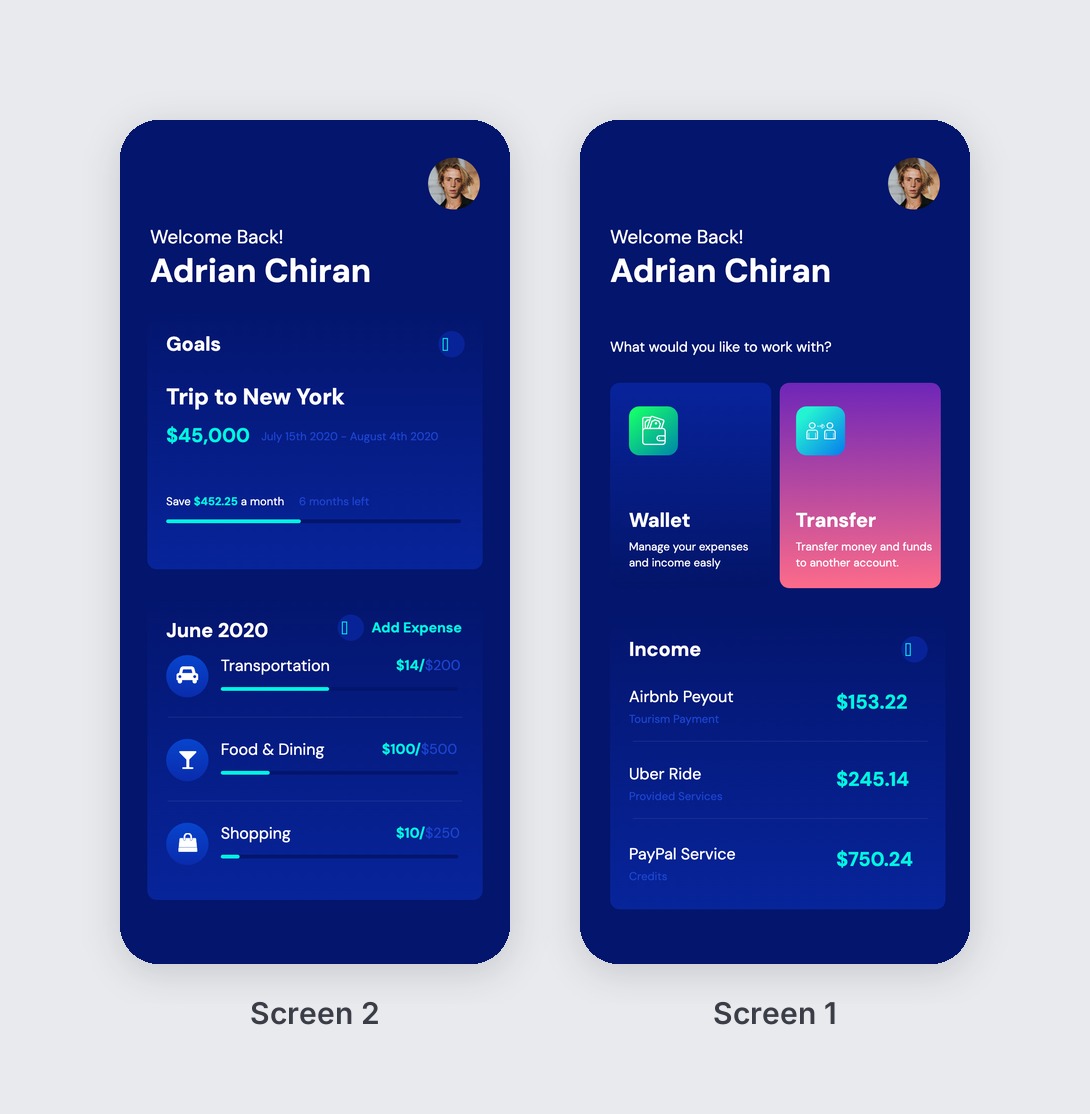 Welcome Back!
Adrian Chiran
Goals
Trip to New York
$45,000 July 15th 2020 - August 4th 2020
Save $452.25 a month 6 months left
June 2020 Add Expense
Transportation $14/$200
Food & Dining $100/$500
Shopping $10/$250
Screen 2
Welcome Back!
Adrian Chiran
What would you like to work with?
Wallet
Manage your expenses
and income easly
Transfer
Transfer money and funds
to another account.
Income
Airbnb Peyout $153.22
Tourism Payment
Uber Ride $245.14
Provided Services
PayPal Service $750.24
Credits
Screen 1